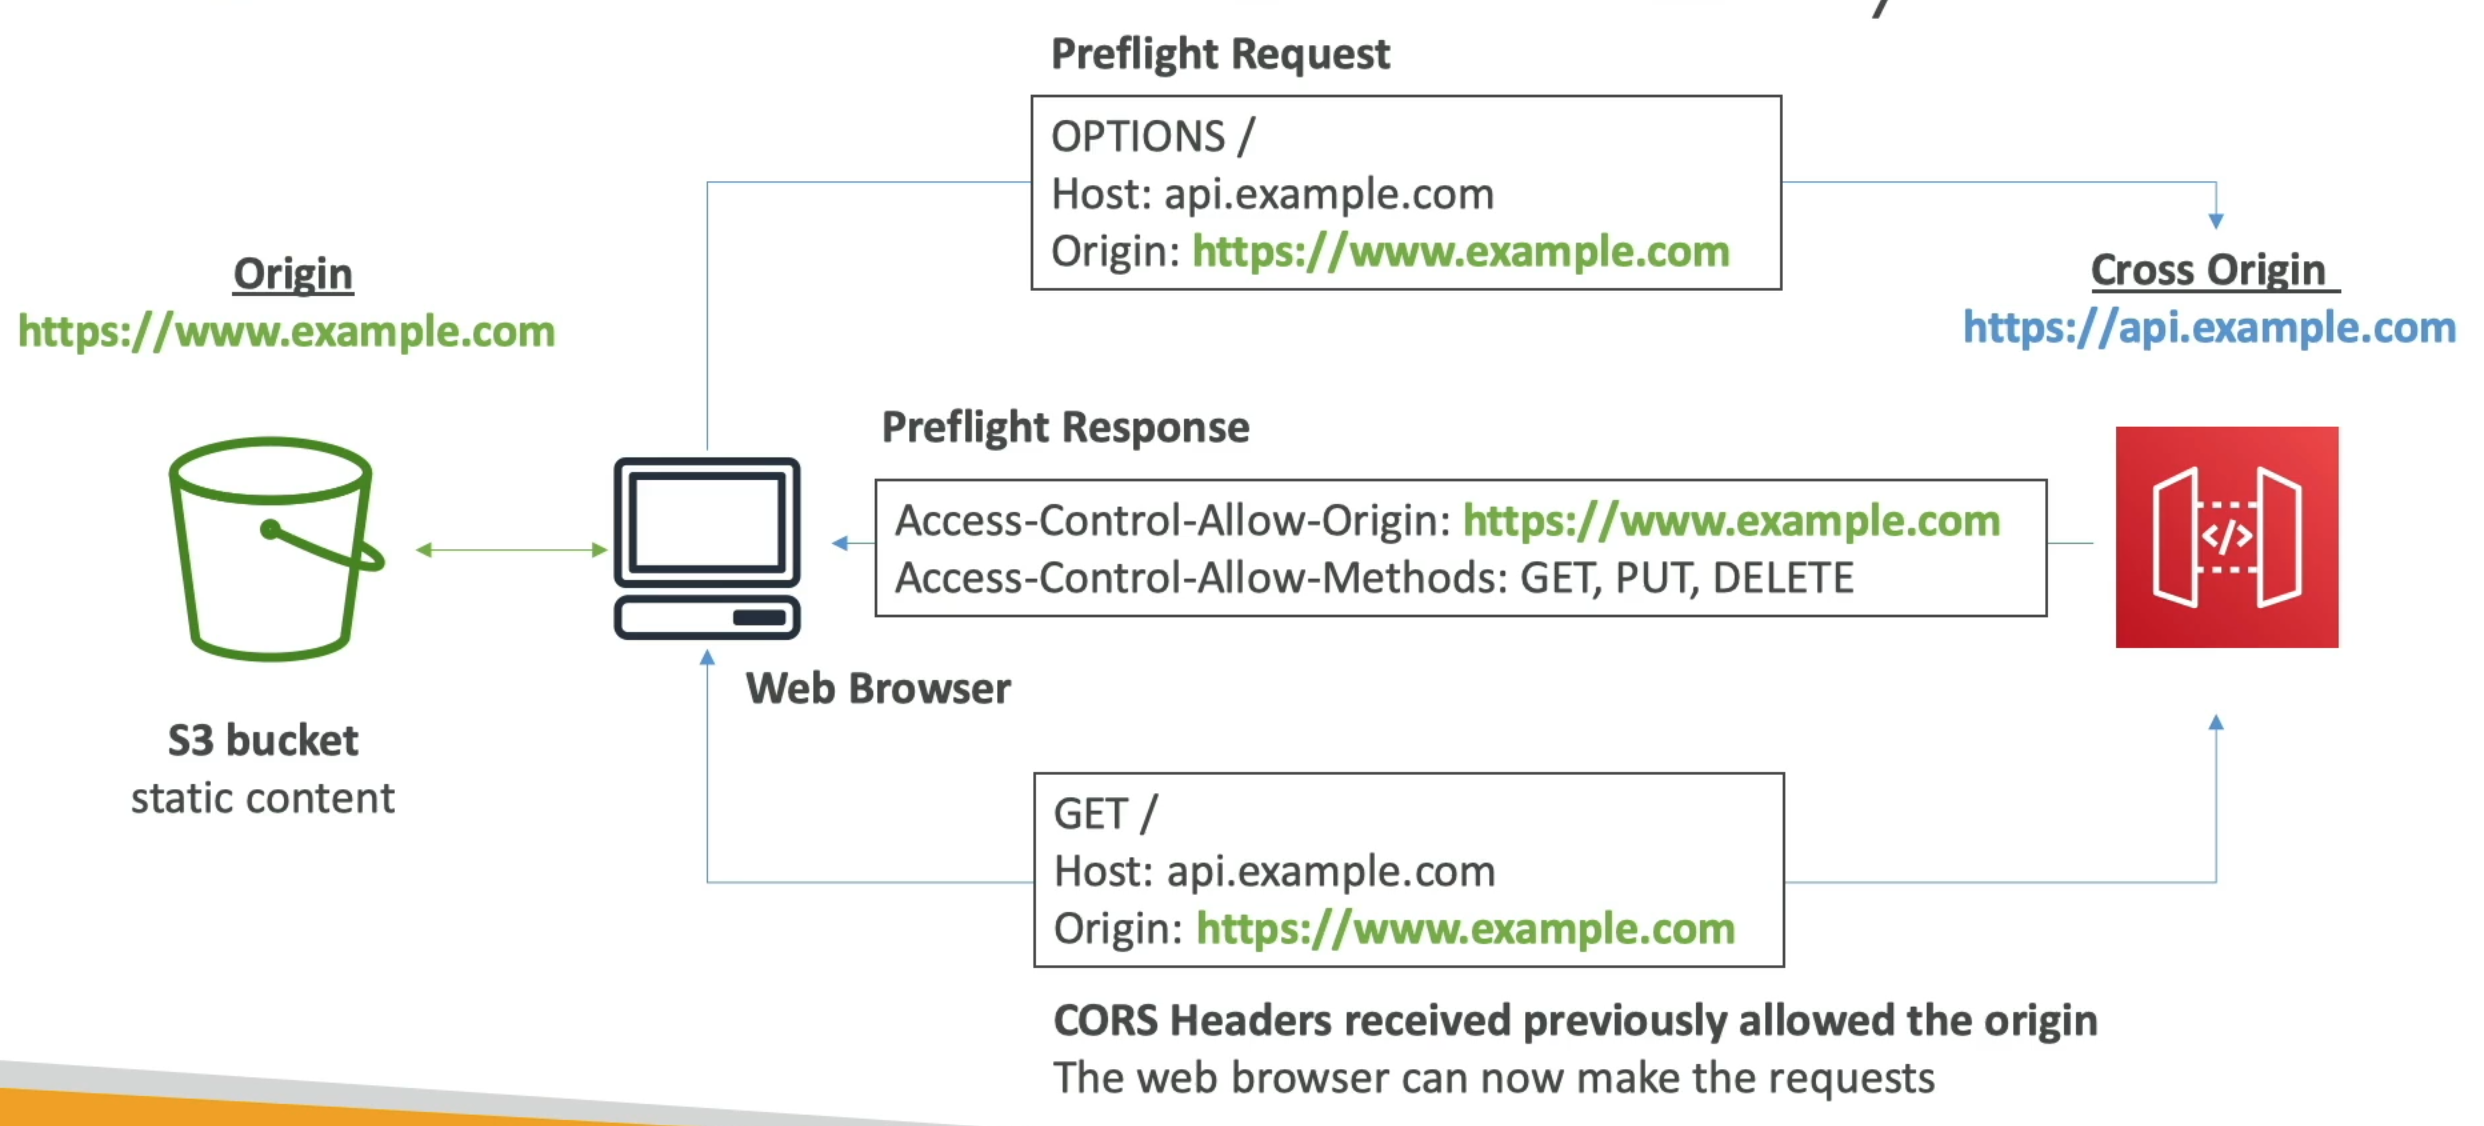 Preflight Request
OPTIONS /
Host: api.example.com
Origin: https://www.example.com
Origin
https://www.example.com
Cross Origin
https://api.example.com
Preflight Response
Access-Control-Allow-Origin: https://www.example.com
Access-Control-Allow-Methods: GET, PUT, DELETE
</>
Web Browser
S3 bucket
static content
GET /
Host: api.example.com
Origin: https://www.example.com
CORS Headers received previously allowed the origin
The web browser can now make the requests